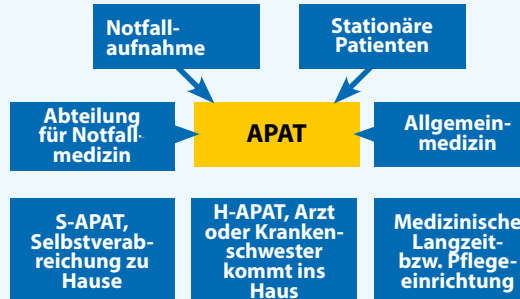 Notfall-
aufnahme
Stationäre
Patienten
Abteilung
für Notfall-
medizin
APAT
Allgemein-
medizin
S-APAT,
Selbstverab-
reichung zu
Hause
H-APAT, Arzt
oder Kranken-
schwester
kommt ins
Haus
Medizinische
Langzeit-
bzw. Pflege-
einrichtung